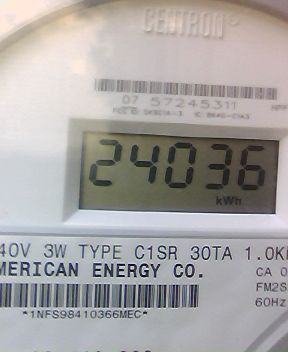 CENTRON
07 57245311
24036
kWh
40V 3W TYPE C1SR 30TA 1.0K
MERICAN ENERGY CO.
CA 0
FM2S
60Hz
*1NFS98410366MEC*